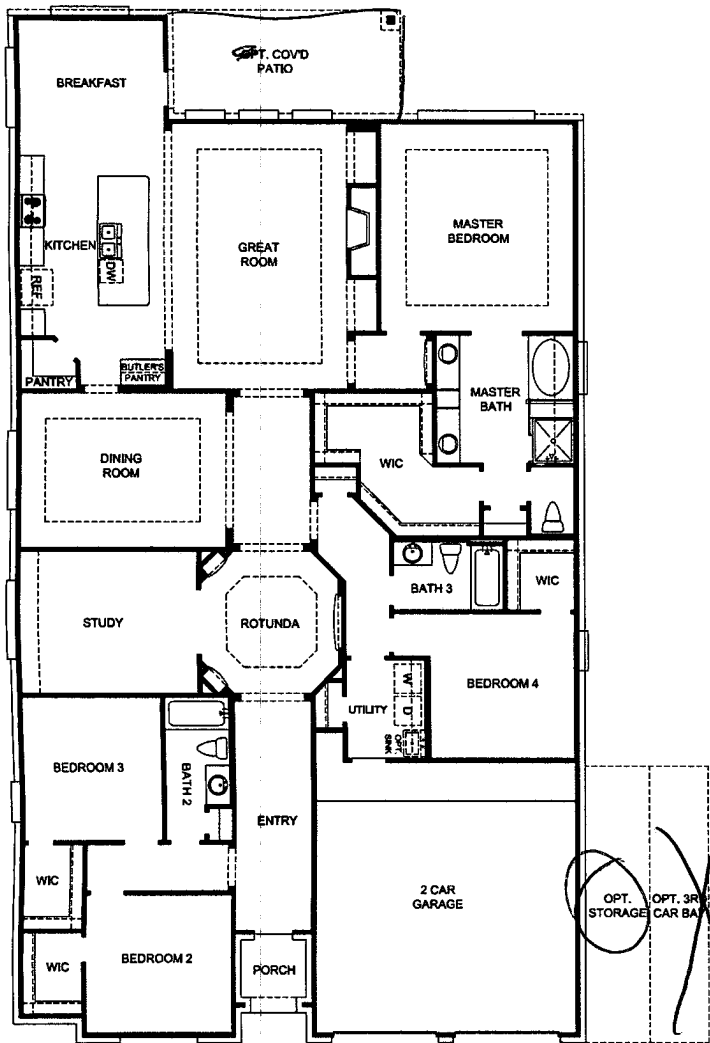 OPT. COV'D
PATIO
BREAKFAST
MASTER
BEDROOM
KITCHEN
GREAT
ROOM
DW
REF
BUTLER'S
PANTRY
PANTRY
MASTER
BATH
DINING
ROOM
WIC
BATH 3
WIC
STUDY
ROTUNDA
BEDROOM 4
W
D
UTILITY
OPT.
SINK
BEDROOM 3
BATH 2
ENTRY
WIC
2 CAR
GARAGE
OPT.
STORAGE
OPT. 3RD
CAR BAY
BEDROOM 2
WIC
PORCH